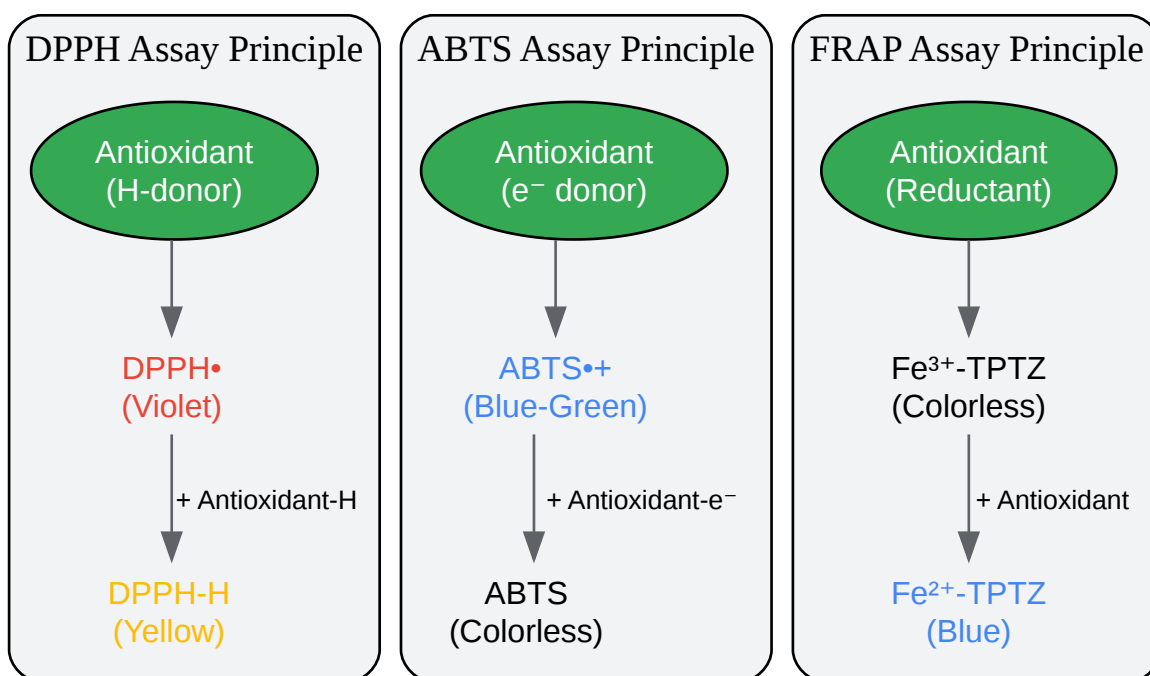 DPPH Assay Principle
Antioxidant
(H-donor)
DPPH•
(Violet)
+ Antioxidant-H
DPPH-H
(Yellow)
ABTS Assay Principle
Antioxidant
(e⁻ donor)
ABTS•+
(Blue-Green)
+ Antioxidant-e⁻
ABTS
(Colorless)
FRAP Assay Principle
Antioxidant
(Reductant)
Fe³⁺-TPTZ
(Colorless)
+ Antioxidant
Fe²⁺-TPTZ
(Blue)